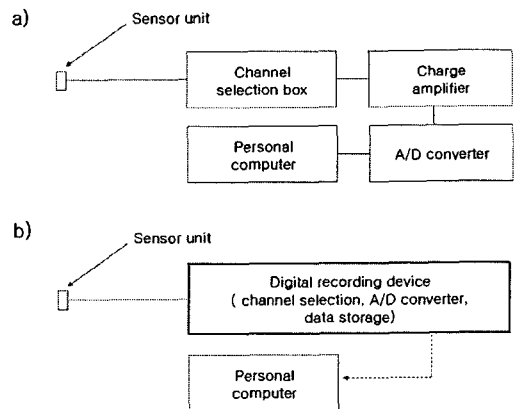 a)
Sensor unit
Channel
selection box
Charge
amplifier
Personal
computer
A/D converter
b)
Sensor unit
Digital recording device
( channel selection, A/D converter,
data storage)
Personal
computer